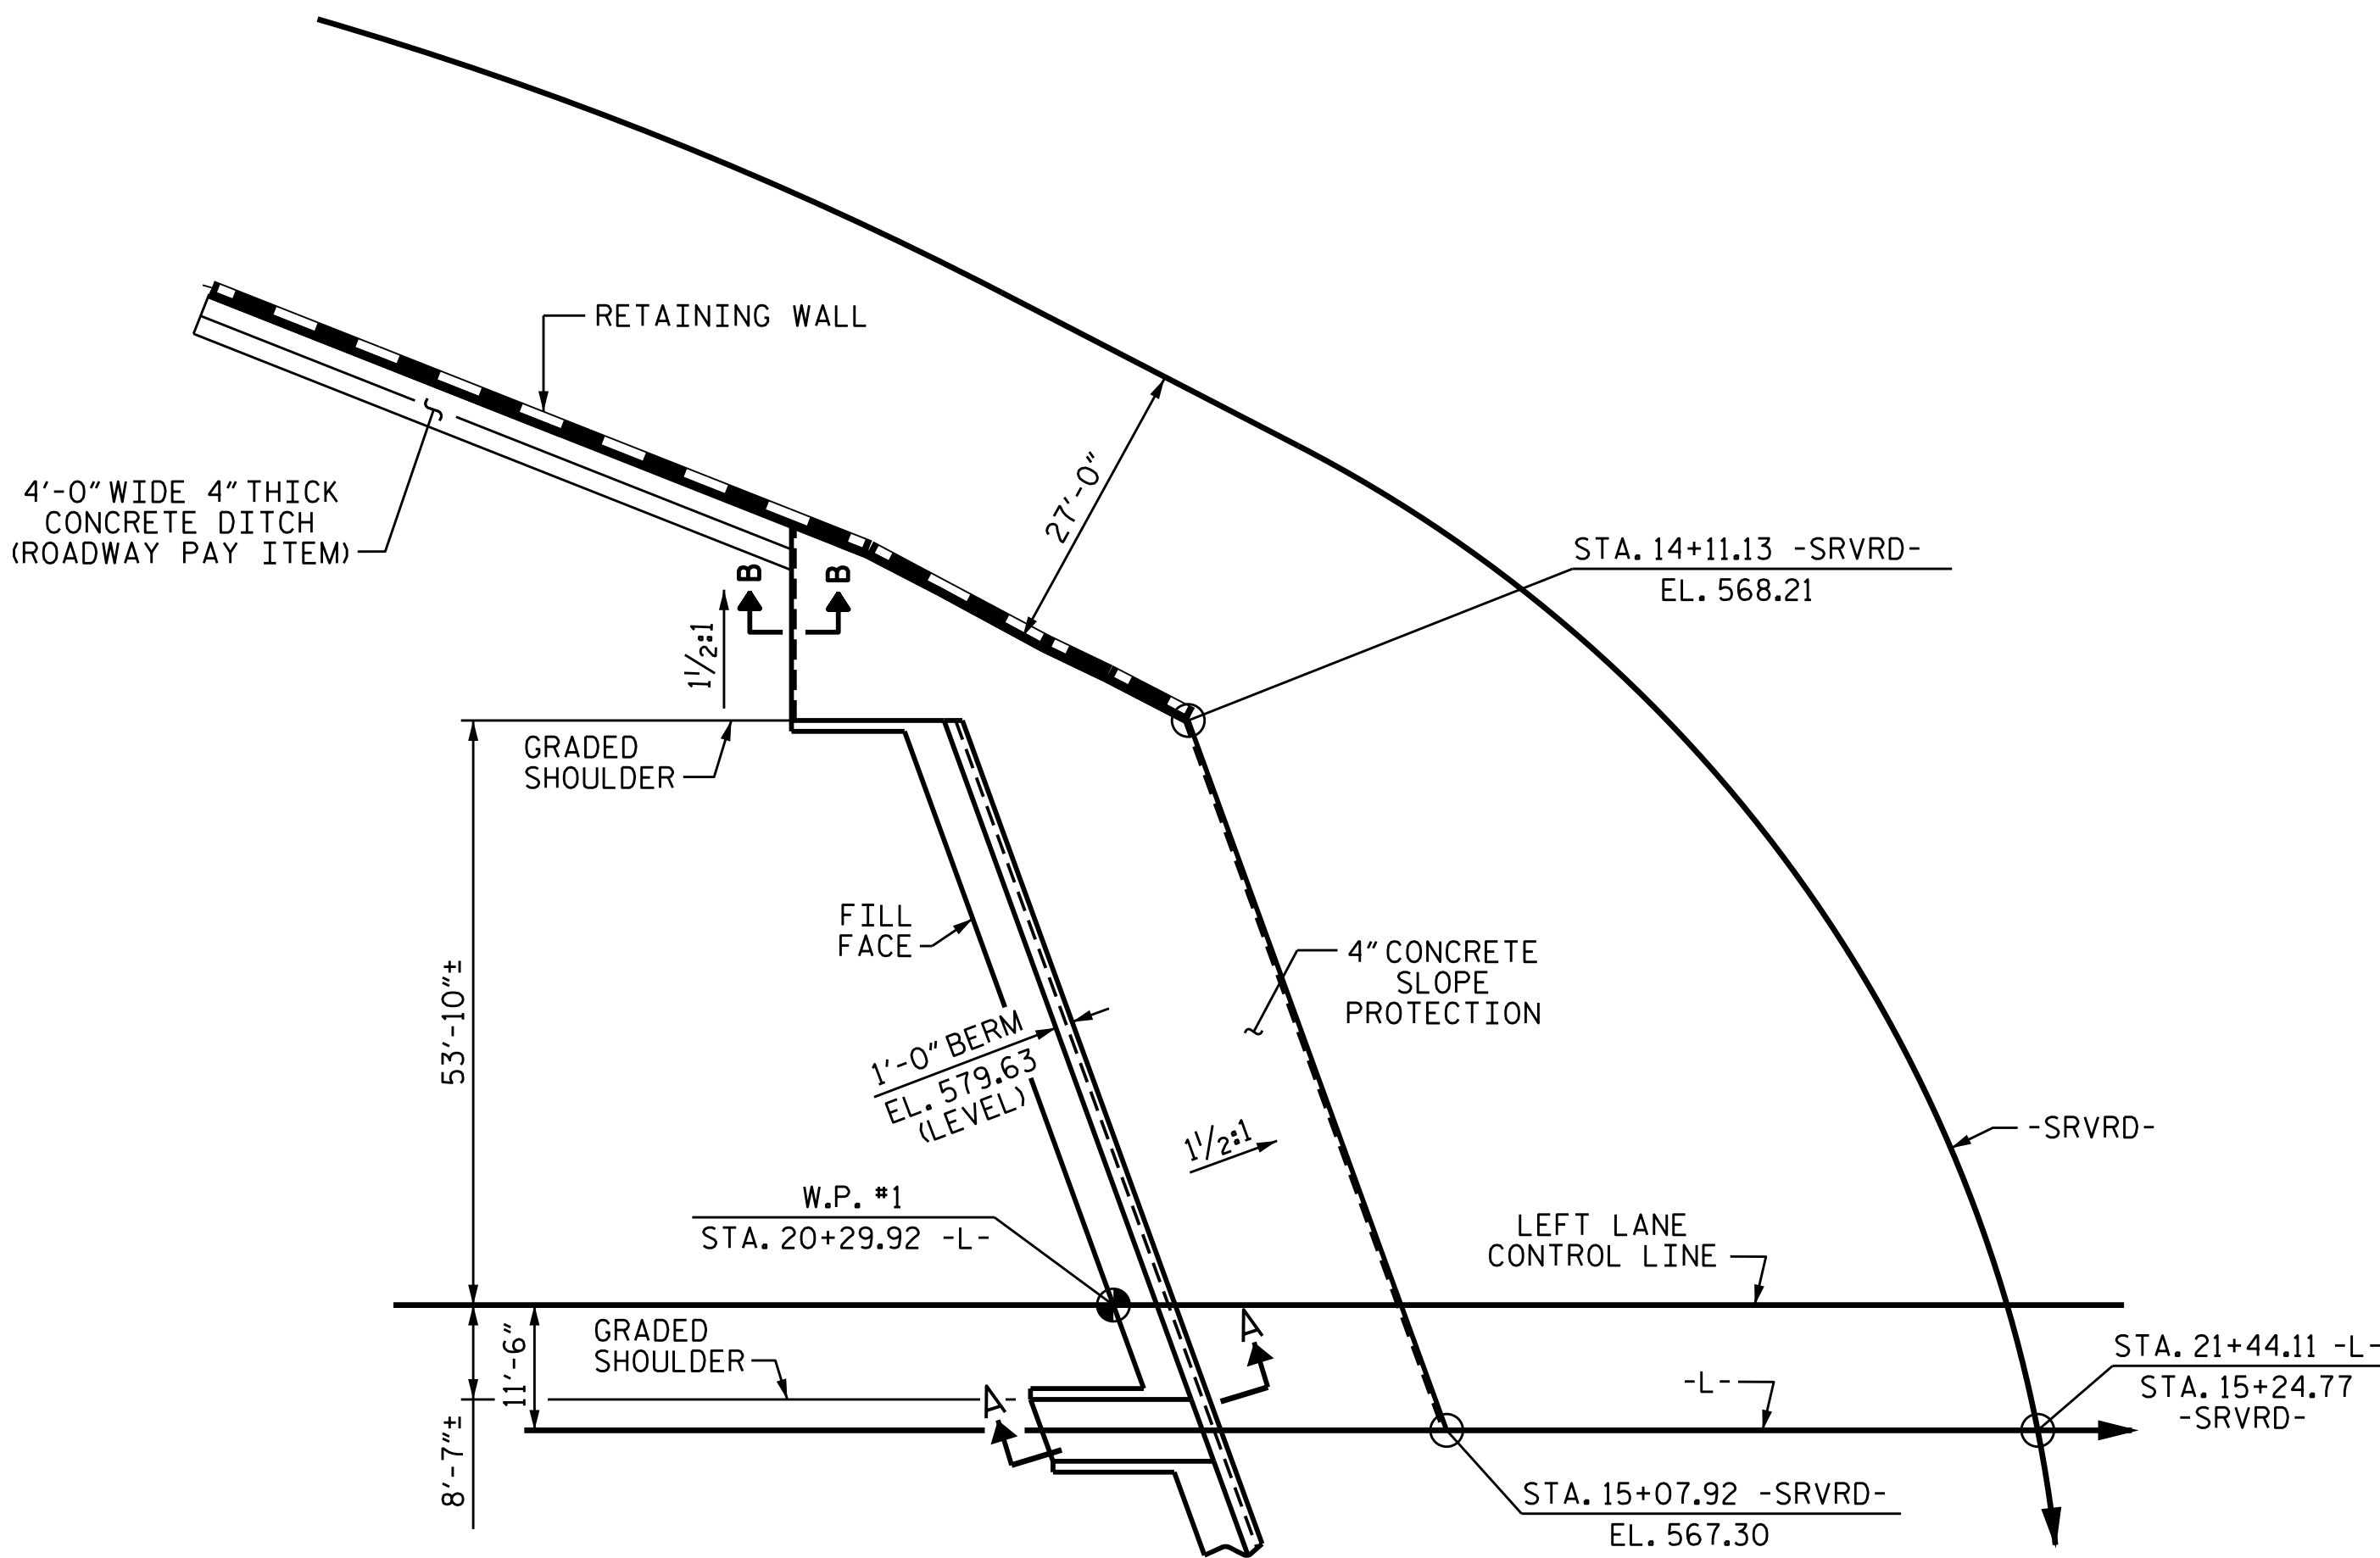 RETAINING WALL
27'-0"
4'-0" WIDE 4" THICK
CONCRETE DITCH
(ROADWAY PAY ITEM)
STA. 14+11.13 -SRVRD-
EL. 568.21
B B
1 1/2:1
GRADED
SHOULDER
FILL
FACE
4" CONCRETE
SLOPE
PROTECTION
53'-10"±
1'-0" BERM
EL. 579.63
(LEVEL)
1 1/2:1
-SRVRD-
W.P. #1
STA. 20+29.92 -L-
LEFT LANE
CONTROL LINE
GRADED
SHOULDER
11'-6"
A
A
-L-
STA. 21+44.11 -L-
STA. 15+24.77
-SRVRD-
8'-7"±
STA. 15+07.92 -SRVRD-
EL. 567.30